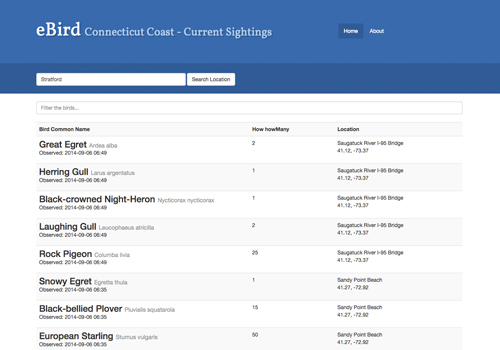 eBird Connecticut Coast - Current Sightings
Home About
Stratford Search Location
Filter the birds...
Bird Common Name How howMany Location
Great Egret Ardea alba 2 Saugatuck River I-95 Bridge
Observed: 2014-09-06 06:49 41.12, -73.37
Herring Gull Larus argentatus 1 Saugatuck River I-95 Bridge
Observed: 2014-09-06 06:49 41.12, -73.37
Black-crowned Night-Heron Nycticorax nycticorax 1 Saugatuck River I-95 Bridge
Observed: 2014-09-06 06:49 41.12, -73.37
Laughing Gull Leucophaeus atricilla 2 Saugatuck River I-95 Bridge
Observed: 2014-09-06 06:49 41.12, -73.37
Rock Pigeon Columba livia 25 Saugatuck River I-95 Bridge
Observed: 2014-09-06 06:49 41.12, -73.37
Snowy Egret Egretta thula 1 Sandy Point Beach
Observed: 2014-09-06 06:35 41.27, -72.92
Black-bellied Plover Pluvialis squatarola 15 Sandy Point Beach
Observed: 2014-09-06 06:35 41.27, -72.92
European Starling Sturnus vulgaris 50 Sandy Point Beach
Observed: 2014-09-06 06:35 41.27, -72.92